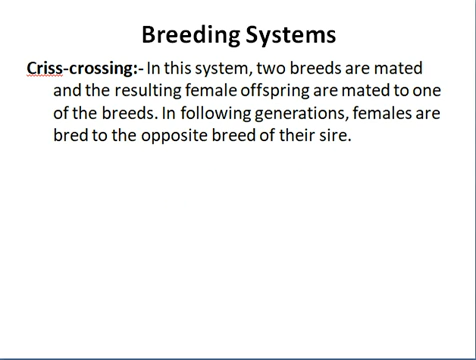 Breeding Systems
Criss-crossing:- In this system, two breeds are mated
and the resulting female offspring are mated to one
of the breeds. In following generations, females are
bred to the opposite breed of their sire.